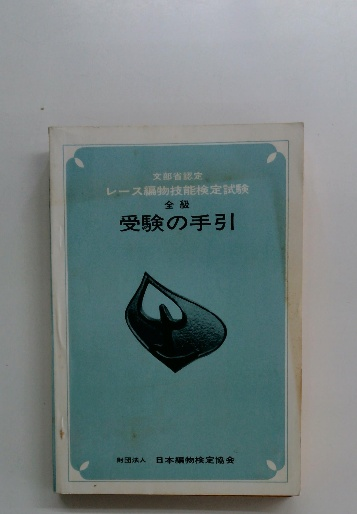 文部省認定
レース編物技能検定試験
全級
受験の手引
財団法人 日本編物検定協会